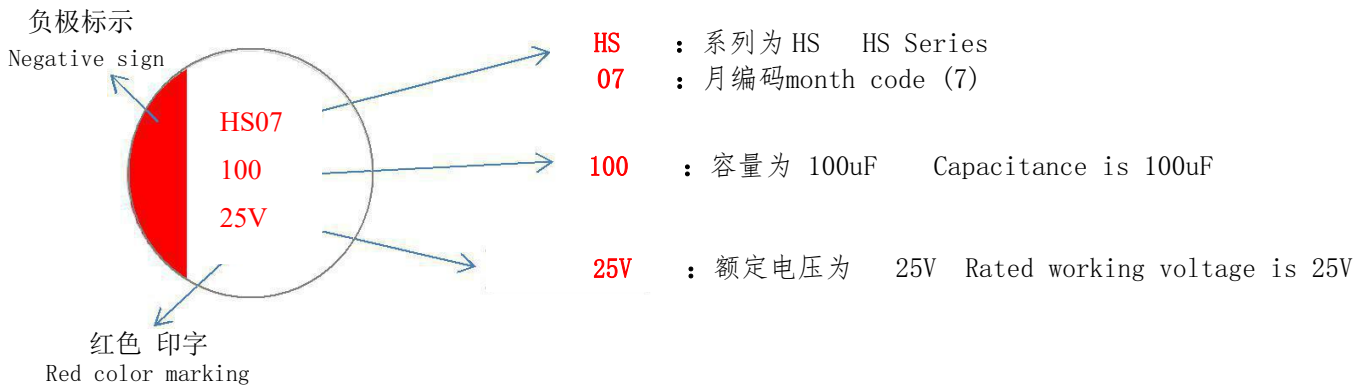 负极标示
Negative sign
HS07
100
25V
红色 印字
Red color marking
HS ：系列为 HS HS Series
07 ：月编码month code (7)
100 ：容量为 100uF Capacitance is 100uF
25V ：额定电压为 25V Rated working voltage is 25V